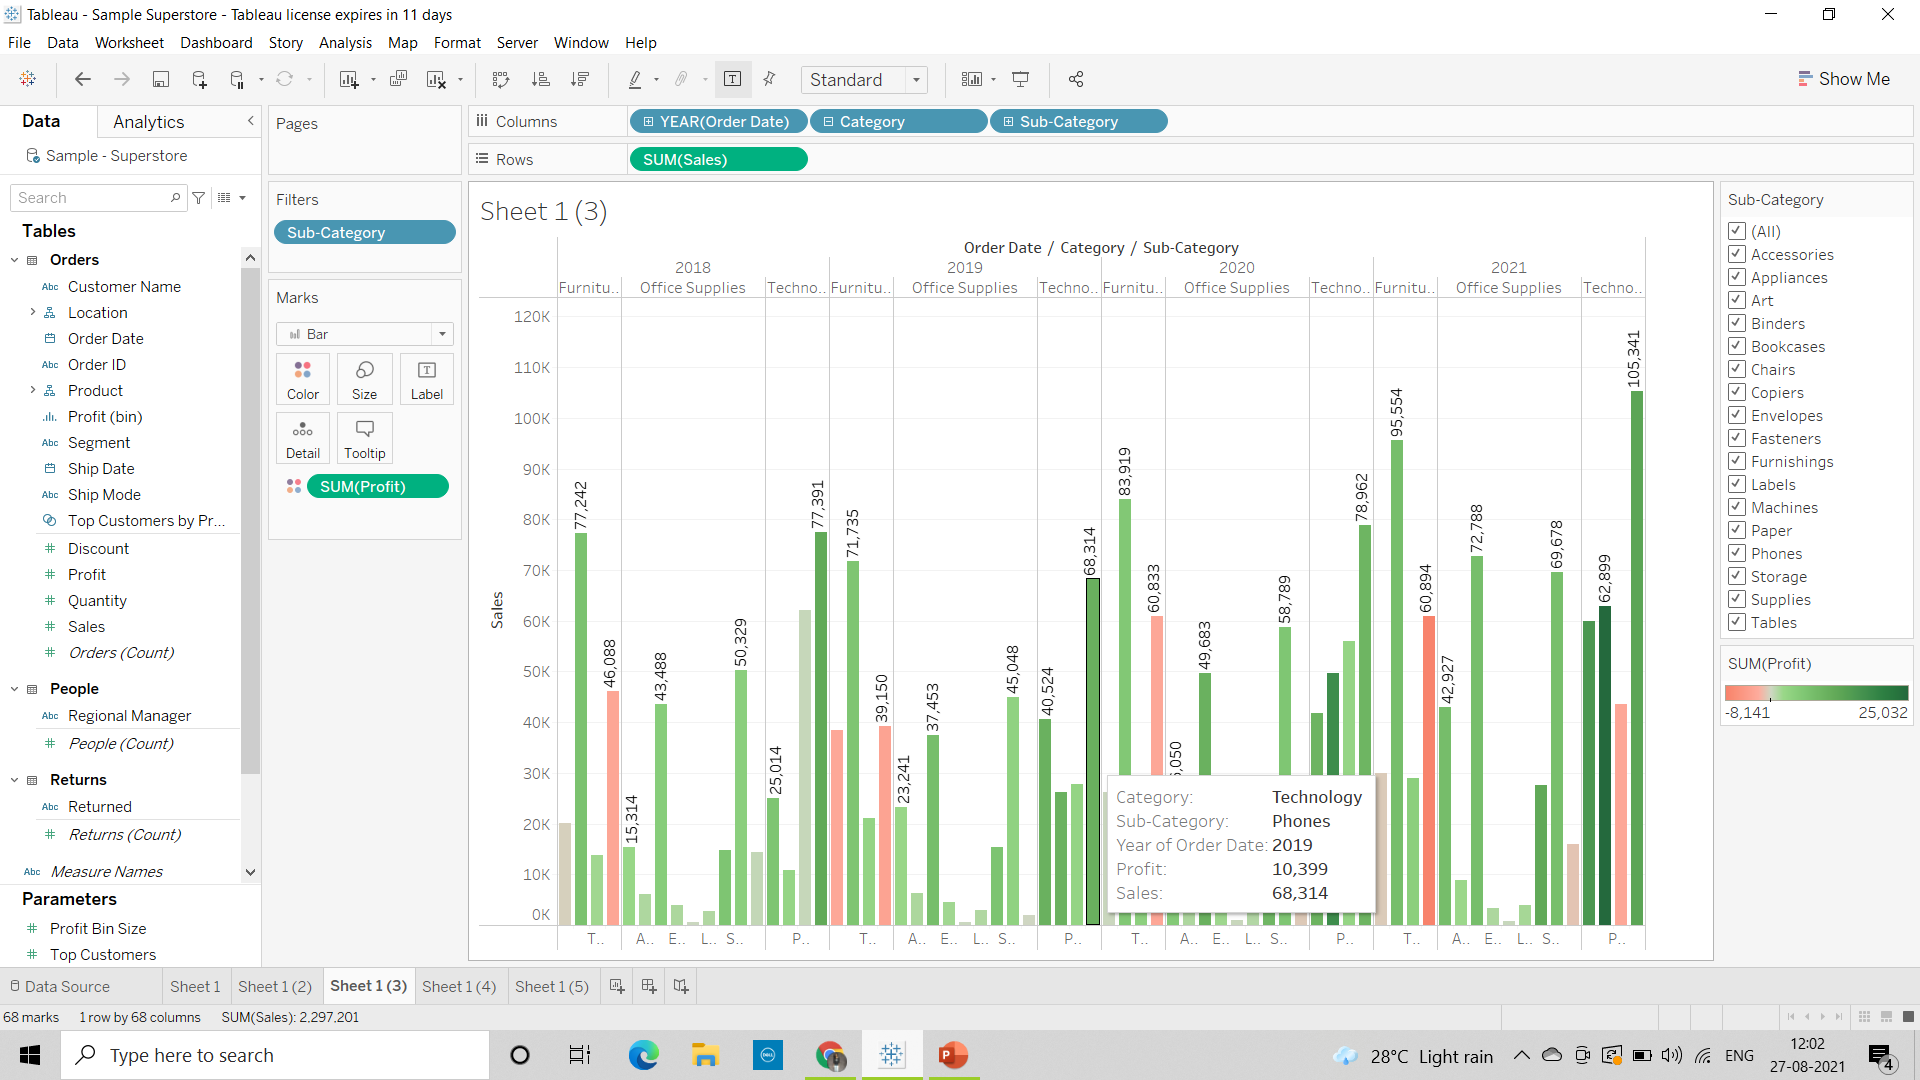 Tableau - Sample Superstore - Tableau license expires in 11 days
File Data Worksheet Dashboard Story Analysis Map Format Server Window Help
Standard
Show Me
Data
Analytics
Sample - Superstore
Search
Tables
Orders
Abc Customer Name
Location
Order Date
Abc Order ID
Product
Profit (bin)
Abc Segment
Ship Date
Abc Ship Mode
Top Customers by Pr...
# Discount
# Profit
# Quantity
# Sales
# Orders (Count)
People
Abc Regional Manager
# People (Count)
Returns
Abc Returned
# Returns (Count)
Abc Measure Names
Parameters
# Profit Bin Size
# Top Customers
Pages
Filters
Sub-Category
Marks
Bar
Color
Size
Label
Detail
Tooltip
SUM(Profit)
Columns
YEAR(Order Date)
Category
Sub-Category
Rows
SUM(Sales)
Sheet 1 (3)
Order Date / Category / Sub-Category
2018 2019 2020 2021
Furnitu.. Office Supplies Techno.. Furnitu.. Office Supplies Techno.. Furnitu.. Office Supplies Techno.. Furnitu.. Office Supplies Techno..
Sales
120K
110K
100K
90K
80K
70K
60K
50K
40K
30K
20K
10K
0K
77,242
46,088
15,314
43,488
50,329
25,014
77,391
71,735
39,150
23,241
37,453
45,048
40,524
68,314
83,919
60,833
49,683
58,789
78,962
95,554
60,894
42,927
72,788
69,678
62,899
105,341
Category: Technology
Sub-Category: Phones
Year of Order Date: 2019
Profit: 10,399
Sales: 68,314
T.. A.. E.. L.. S.. P.. T.. A.. E.. L.. S.. P.. T.. A.. E.. L.. S.. P.. T.. A.. E.. L.. S.. P..
Sub-Category
(All)
Accessories
Appliances
Art
Binders
Bookcases
Chairs
Copiers
Envelopes
Fasteners
Furnishings
Labels
Machines
Paper
Phones
Storage
Supplies
Tables
SUM(Profit)
-8,141 25,032
Data Source Sheet 1 Sheet 1 (2) Sheet 1 (3) Sheet 1 (4) Sheet 1 (5)
68 marks 1 row by 68 columns SUM(Sales): 2,297,201
Type here to search
DELL
28°C Light rain
ENG
12:02
27-08-2021
4